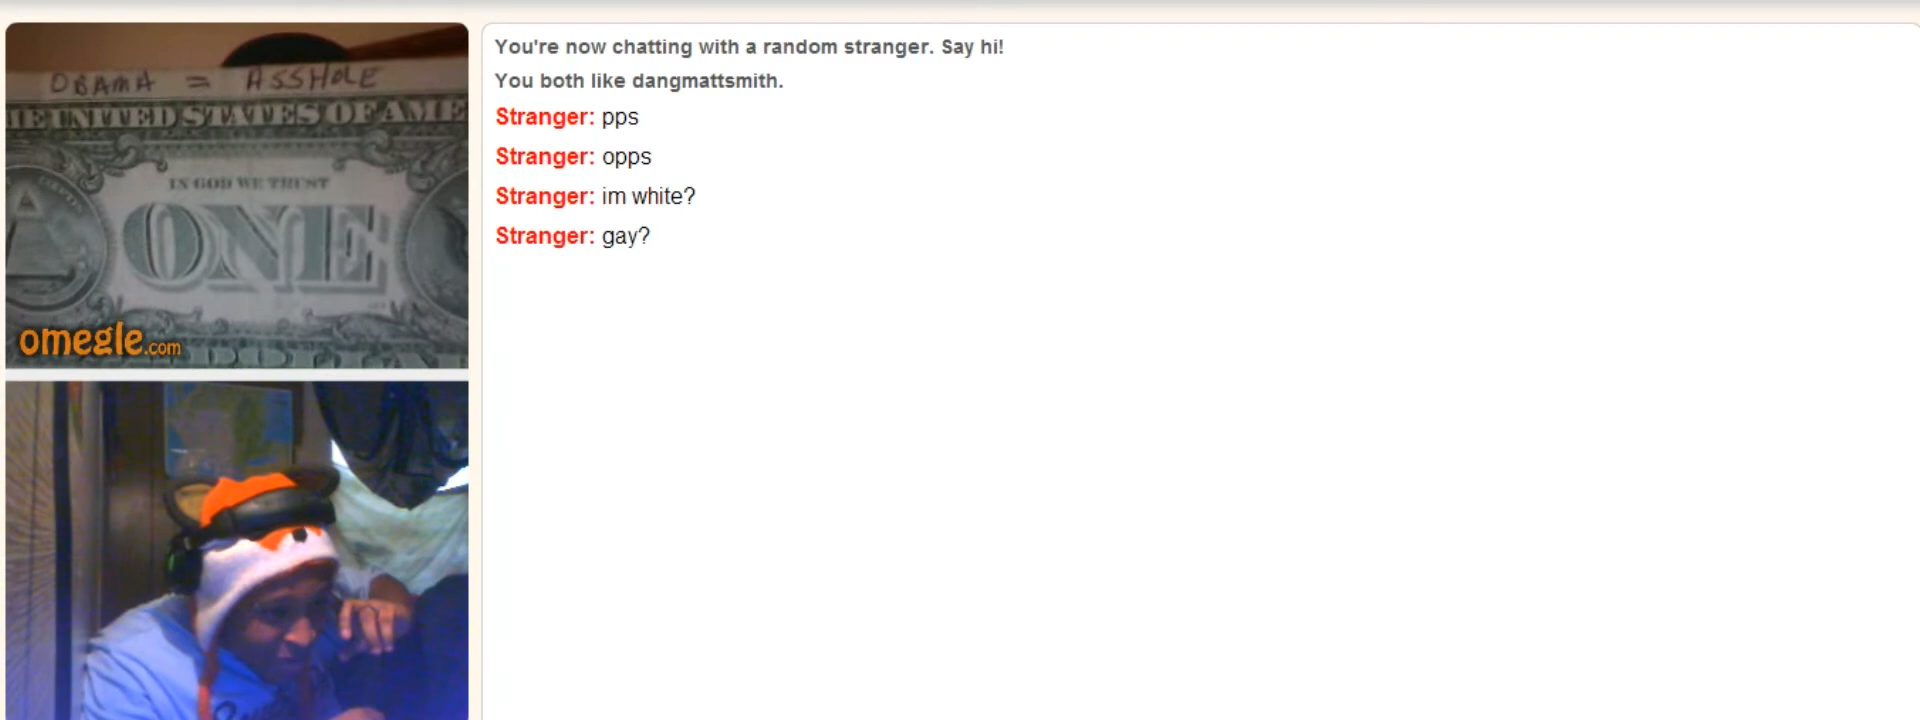 OBAMA = ASSHOLE
THE UNITED STATES OF AME
IN GOD WE TRUST
ONE
omegle.com
You're now chatting with a random stranger. Say hi!
You both like dangmattsmith.
Stranger: pps
Stranger: opps
Stranger: im white?
Stranger: gay?